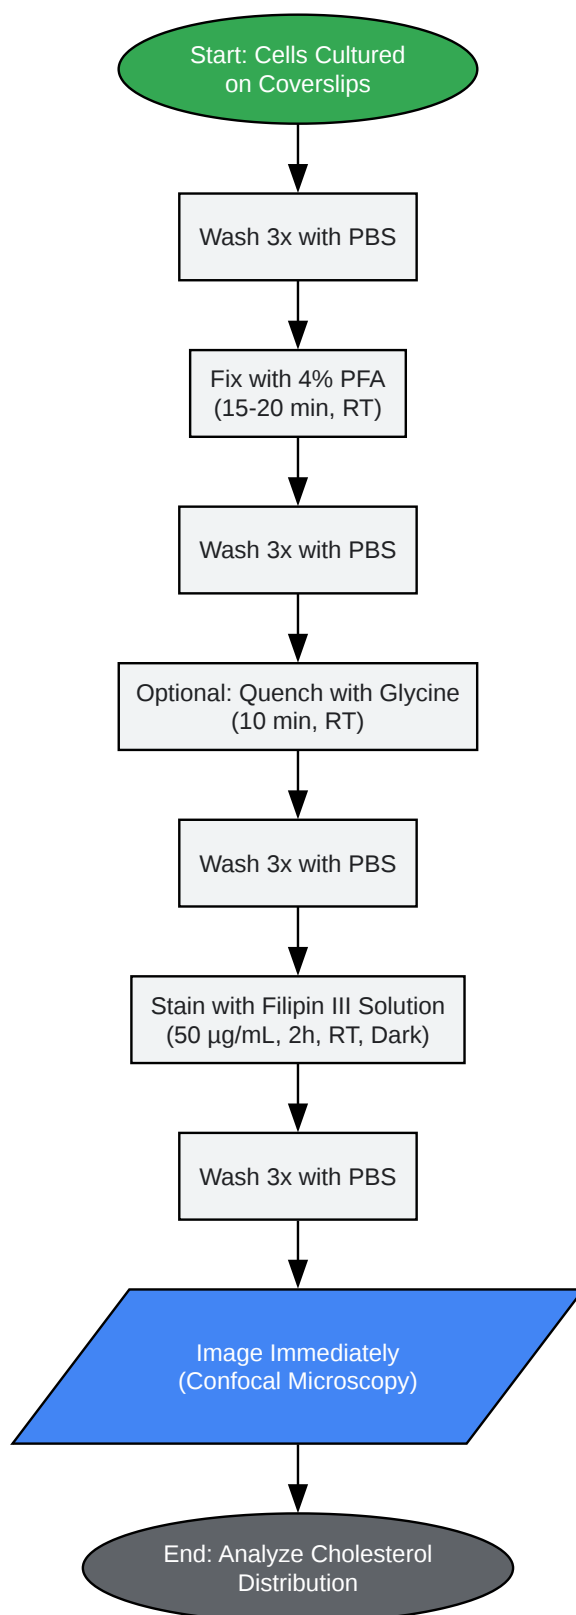 Start: Cells Cultured
on Coverslips
Wash 3x with PBS
Fix with 4% PFA
(15-20 min, RT)
Wash 3x with PBS
Optional: Quench with Glycine
(10 min, RT)
Wash 3x with PBS
Stain with Filipin III Solution
(50 µg/mL, 2h, RT, Dark)
Wash 3x with PBS
Image Immediately
(Confocal Microscopy)
End: Analyze Cholesterol
Distribution